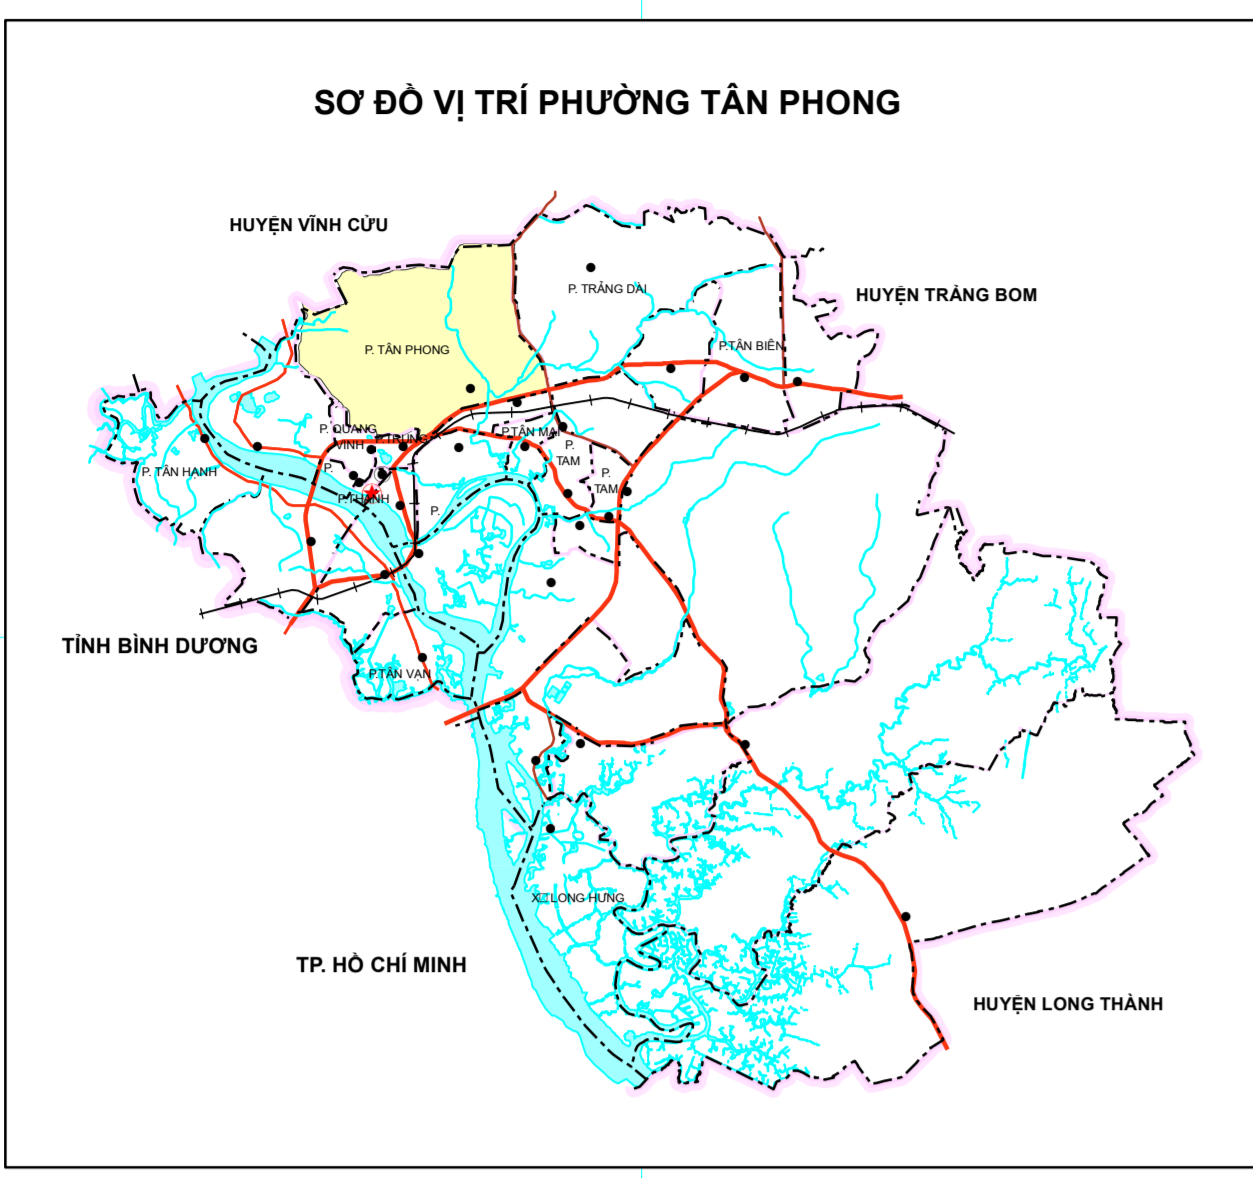 SƠ ĐỒ VỊ TRÍ PHƯỜNG TÂN PHONG
HUYỆN VĨNH CỬU
P. TRẢNG DÀI
HUYỆN TRẢNG BOM
P. TÂN PHONG
P.TÂN BIÊN
P. QUANG
VINH
P.TRUNG
P.TÂN MAI
P.
TAM
P. TÂN HẠNH
P.
P.
TAM
P.THANH
P.
TỈNH BÌNH DƯƠNG
P.TÂN VẠN
X□ LONG HƯNG
TP. HỒ CHÍ MINH
HUYỆN LONG THÀNH